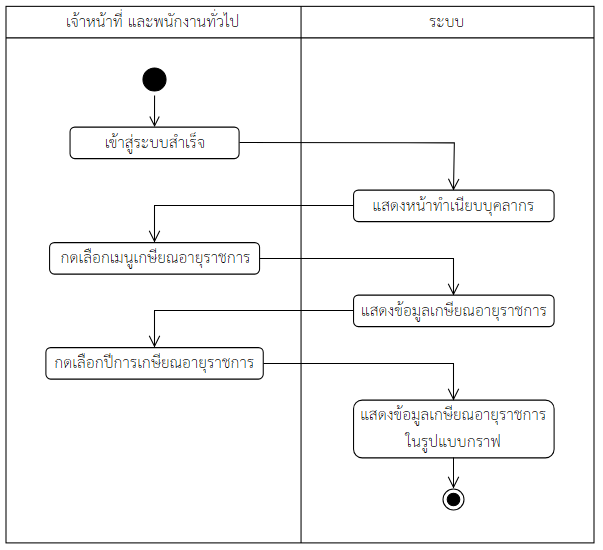 เจ้าหน้าที่ และพนักงานทั่วไป
ระบบ
เข้าสู่ระบบสำเร็จ
แสดงหน้าทำเนียบบุคลากร
กดเลือกเมนูเกษียณอายุราชการ
แสดงข้อมูลเกษียณอายุราชการ
กดเลือกปีการเกษียณอายุราชการ
แสดงข้อมูลเกษียณอายุราชการ
ในรูปแบบกราฟ